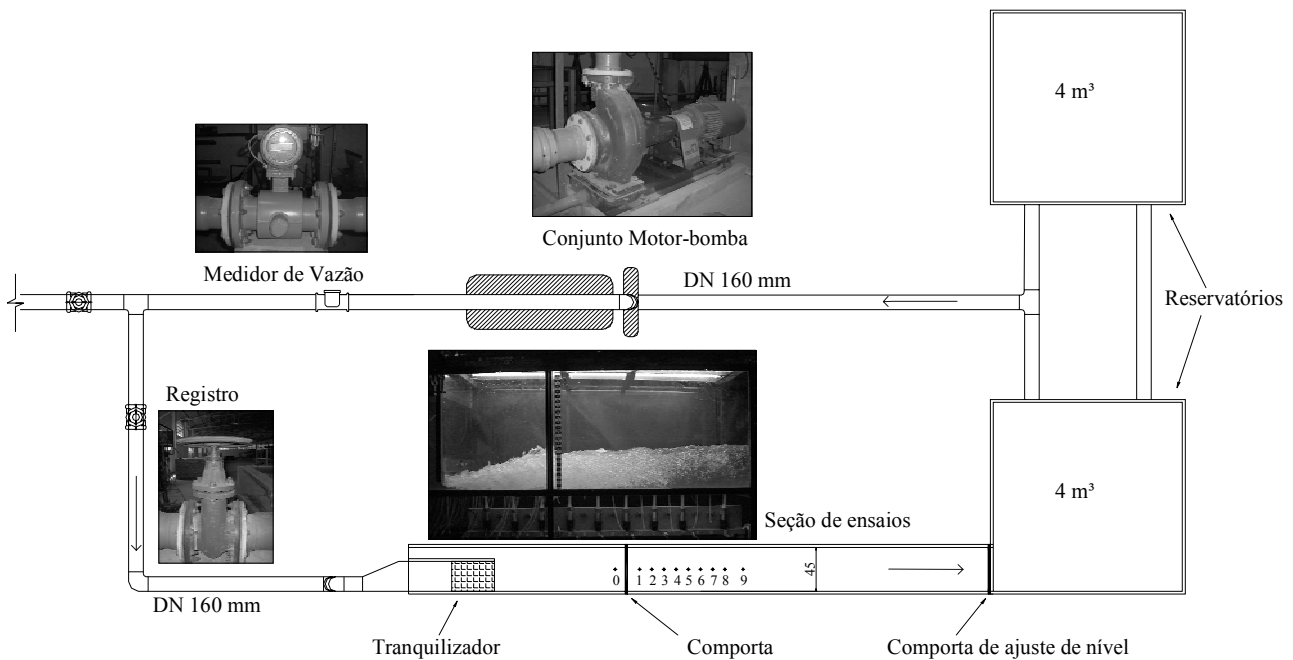 4 m³
Conjunto Motor-bomba
Medidor de Vazão
DN 160 mm
Reservatórios
Registro
4 m³
Seção de ensaios
45
0 1 2 3 4 5 6 7 8 9
DN 160 mm
Tranquilizador
Comporta
Comporta de ajuste de nível